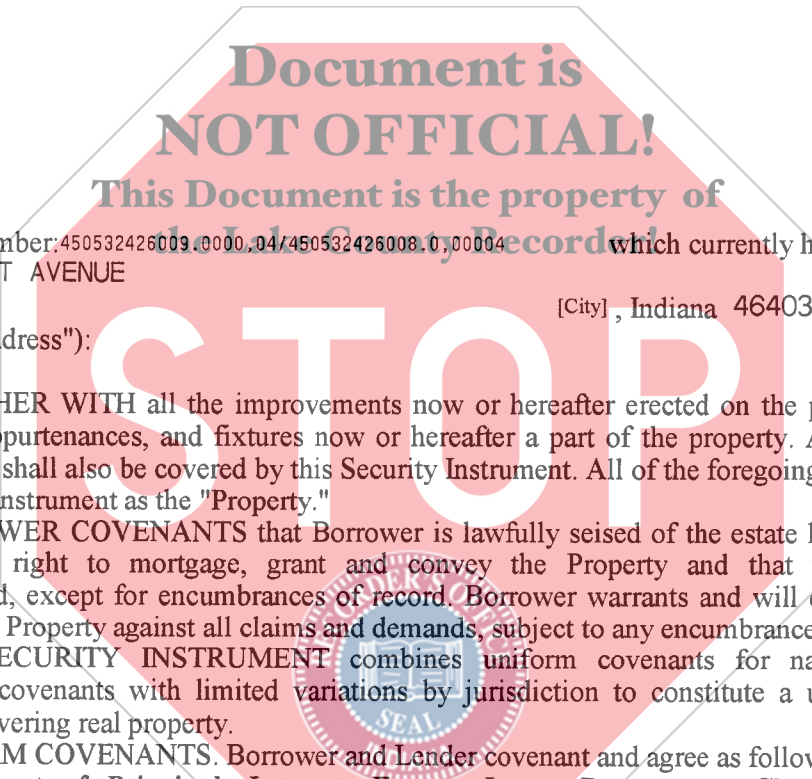 Document is
NOT OFFICIAL!
This Document is the property of
the Lake County Recorder!
mber:450532426009.0000.04/450532426008.0,00004 which currently h
T AVENUE
[City] , Indiana 46403
dress"):
STOP
HER WITH all the improvements now or hereafter erected on the p
ppurtenances, and fixtures now or hereafter a part of the property. A
shall also be covered by this Security Instrument. All of the foregoing
nstrument as the "Property."
WER COVENANTS that Borrower is lawfully seised of the estate
right to mortgage, grant and convey the Property and that
d, except for encumbrances of record. Borrower warrants and will
Property against all claims and demands, subject to any encumbrance
ECURITY INSTRUMENT combines uniform covenants for na
covenants with limited variations by jurisdiction to constitute a u
vering real property.
SEAL
M COVENANTS. Borrower and Lender covenant and agree as follow